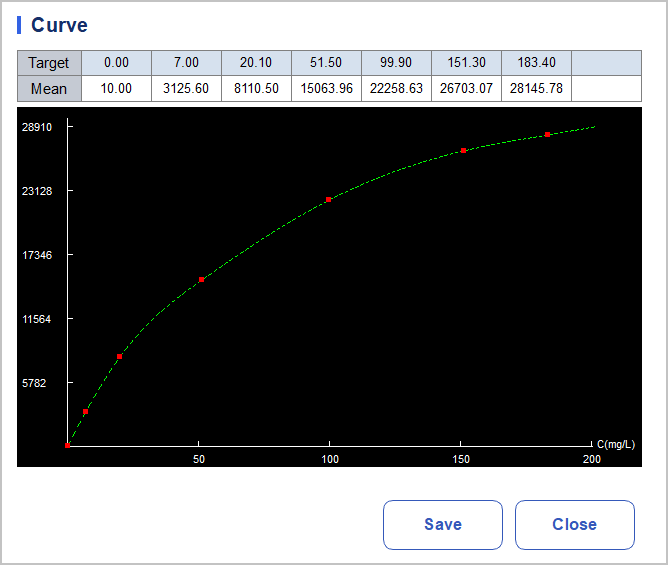 Curve
Target 0.00 7.00 20.10 51.50 99.90 151.30 183.40
Mean 10.00 3125.60 8110.50 15063.96 22258.63 26703.07 28145.78
28910
23128
17346
11564
5782
C(mg/L)
50 100 150 200
Save Close